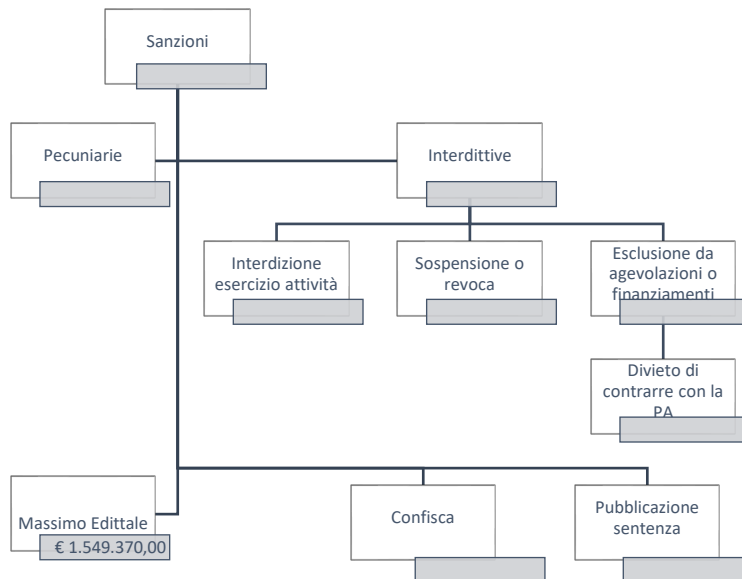 Sanzioni
Pecuniarie
Interdittive
Interdizione
esercizio attività
Sospensione o
revoca
Esclusione da
agevolazioni o
finanziamenti
Divieto di
contrarre con la
PA
Massimo Edittale
€ 1.549.370,00
Confisca
Pubblicazione
sentenza